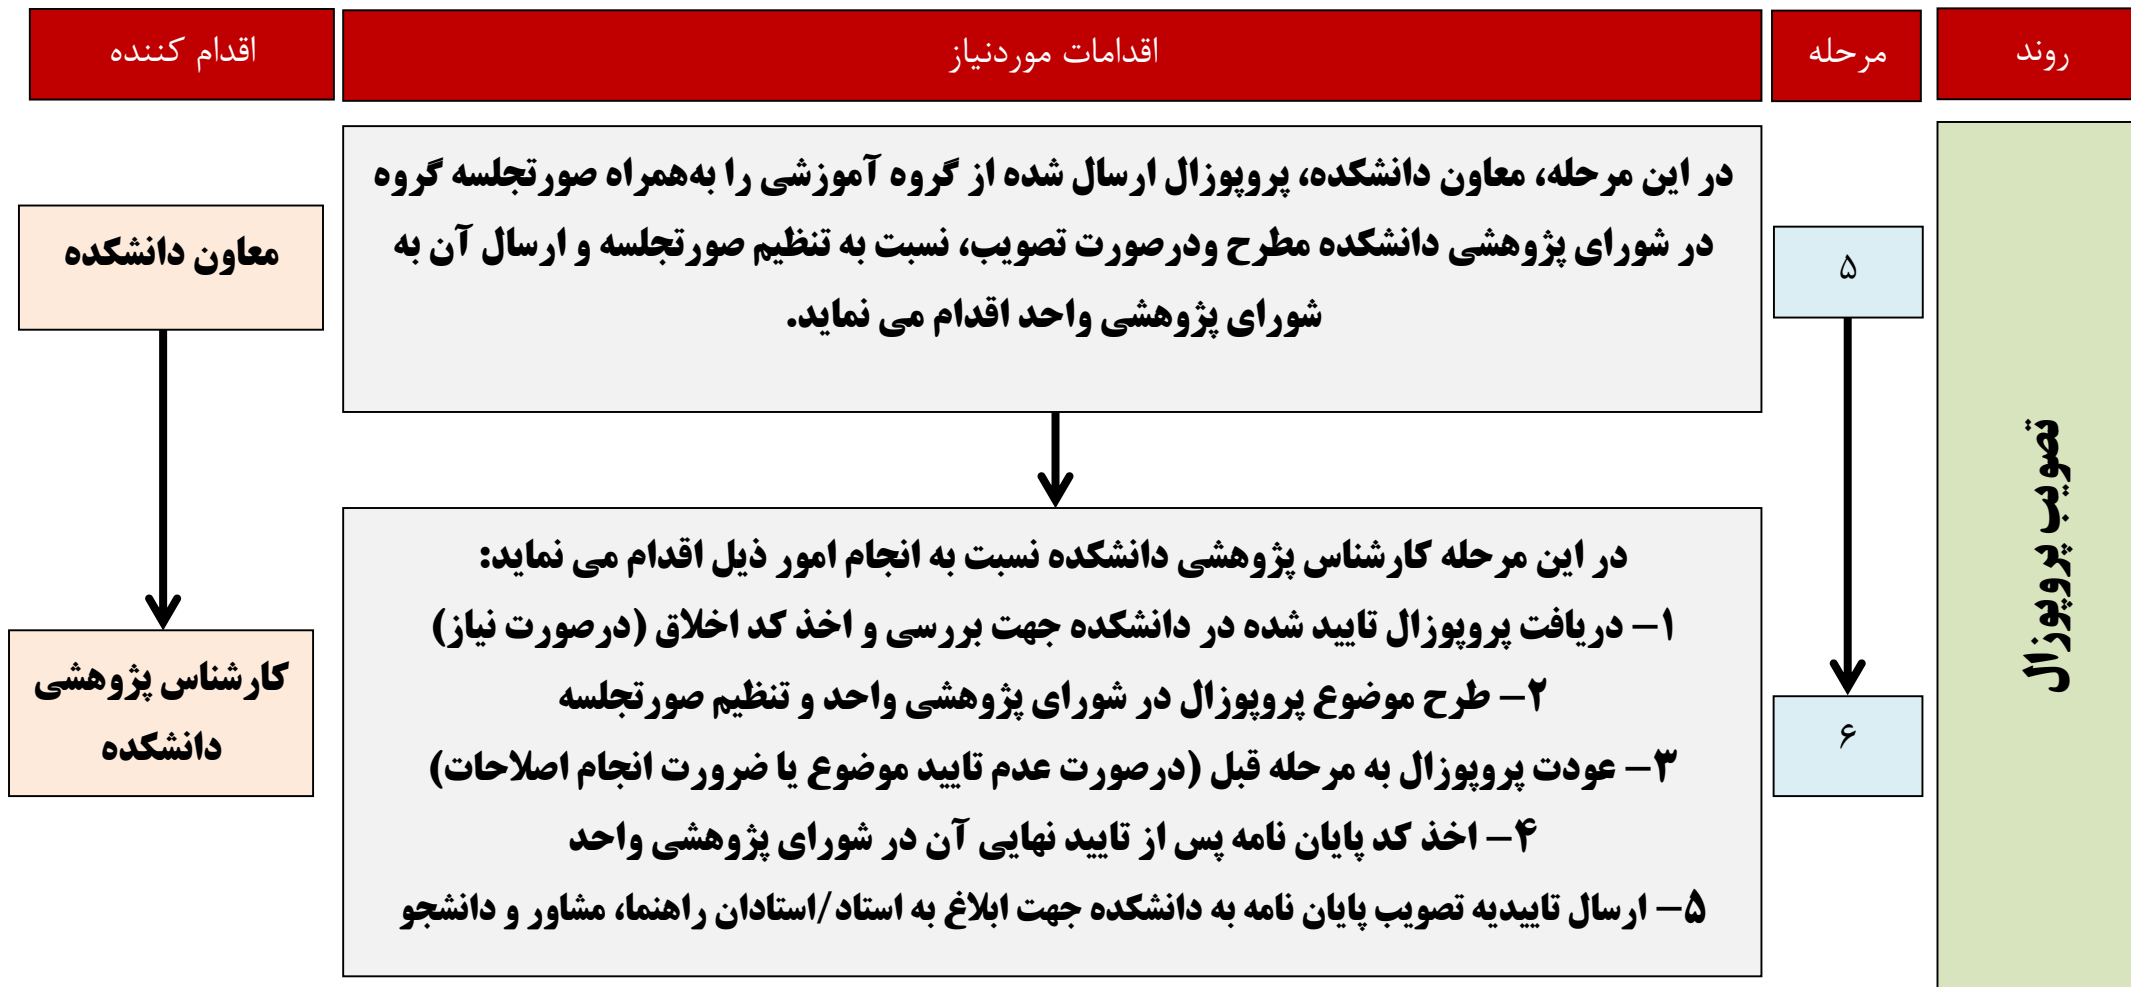 روند
مرحله
اقدامات موردنیاز
اقدام کننده
تصویب پروپوزال
۵
در این مرحله، معاون دانشکده، پروپوزال ارسال شده از گروه آموزشی را به‌همراه صورتجلسه گروه
در شورای پژوهشی دانشکده مطرح ودرصورت تصویب، نسبت به تنظیم صورتجلسه و ارسال آن به
شورای پژوهشی واحد اقدام می نماید.
معاون دانشکده
۶
در این مرحله کارشناس پژوهشی دانشکده نسبت به انجام امور ذیل اقدام می نماید:
۱– دریافت پروپوزال تایید شده در دانشکده جهت بررسی و اخذ کد اخلاق (درصورت نیاز)
۲– طرح موضوع پروپوزال در شورای پژوهشی واحد و تنظیم صورتجلسه
۳– عودت پروپوزال به مرحله قبل (درصورت عدم تایید موضوع یا ضرورت انجام اصلاحات)
۴– اخذ کد پایان نامه پس از تایید نهایی آن در شورای پژوهشی واحد
۵– ارسال تاییدیه تصویب پایان نامه به دانشکده جهت ابلاغ به استاد/استادان راهنما، مشاور و دانشجو
کارشناس پژوهشی
دانشکده